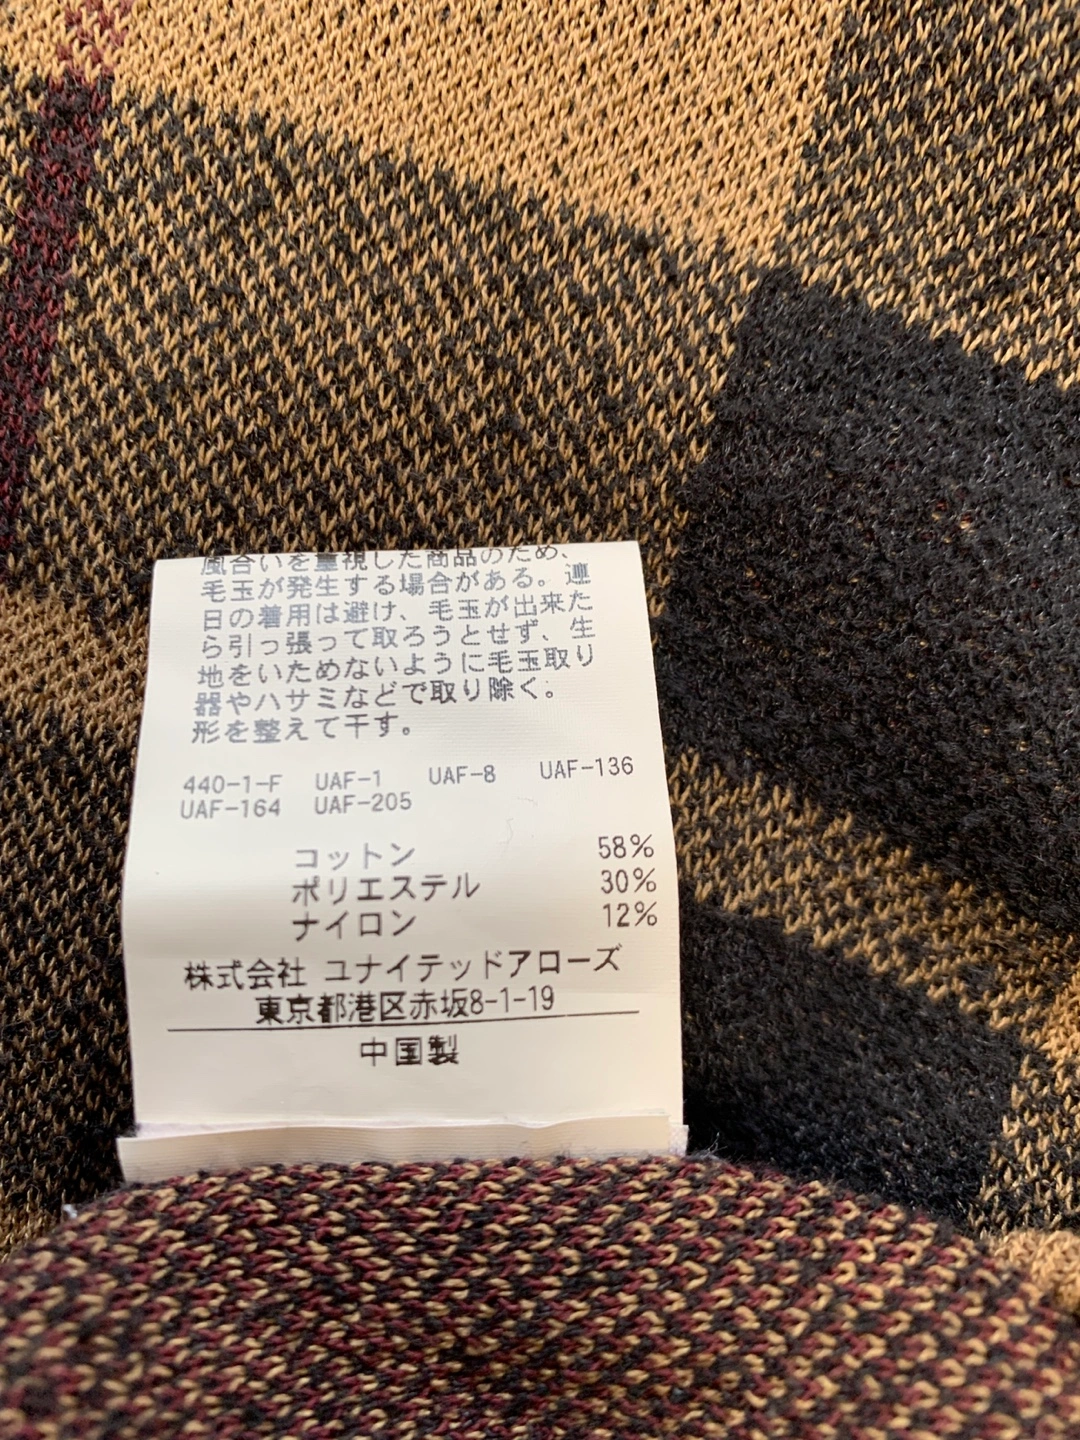 風合いを重視した商品のため、
毛玉が発生する場合がある。連
日の着用は避け、毛玉が出来た
ら引っ張って取ろうとせず、生
地をいためないように毛玉取り
器やハサミなどで取り除く。
形を整えて干す。
440-1-F UAF-1 UAF-8 UAF-136
UAF-164 UAF-205
コットン 58%
ポリエステル 30%
ナイロン 12%
株式会社 ユナイテッドアローズ
東京都港区赤坂8-1-19
中国製